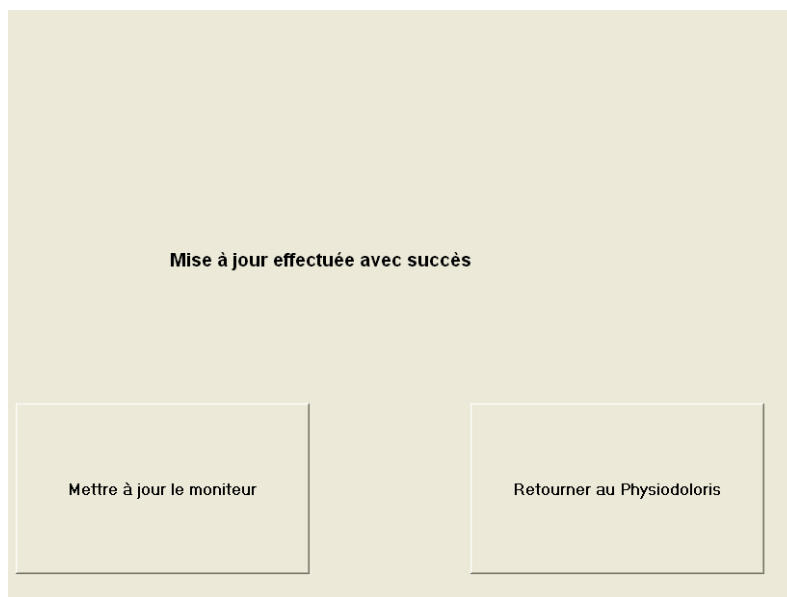 Mise à jour effectuée avec succès
Mettre à jour le moniteur
Retourner au Physiodoloris